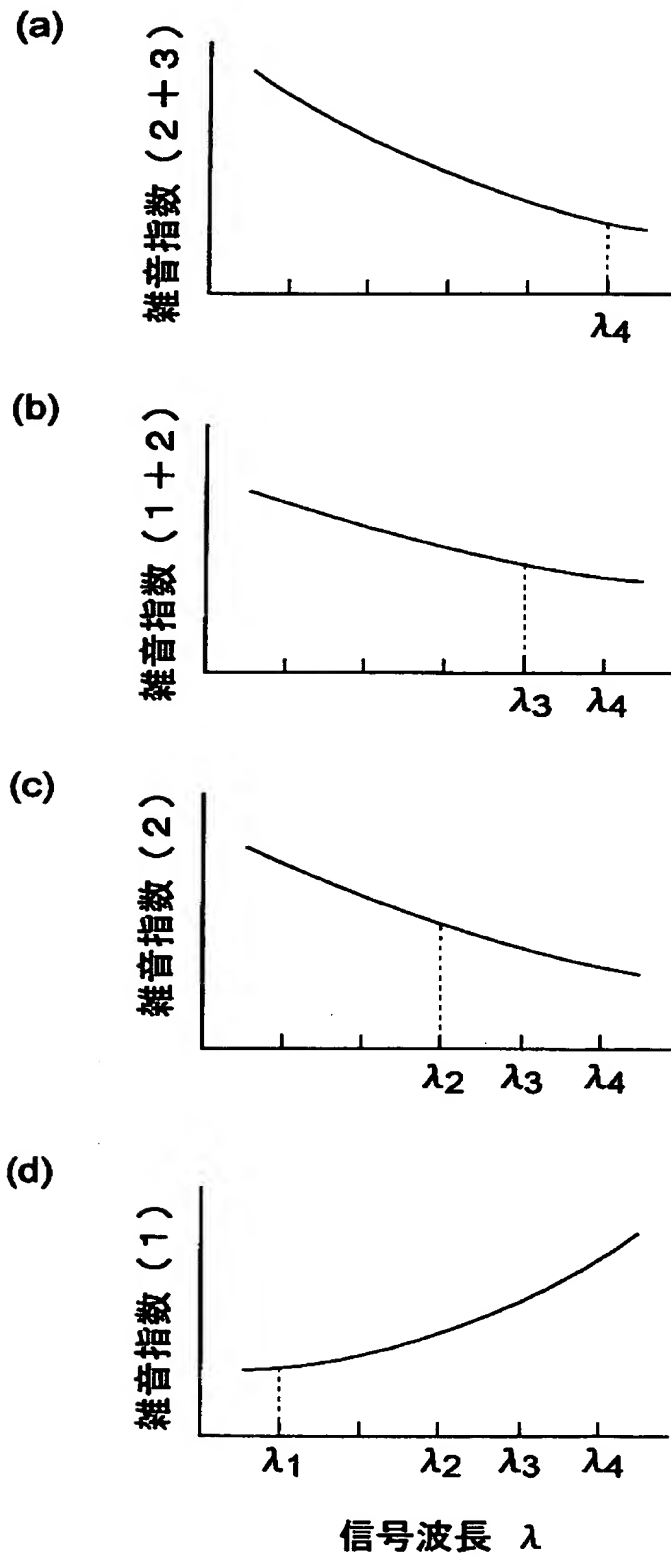 (a)
雑音指数(2+3)
λ4
(b)
雑音指数(1+2)
λ3 λ4
(c)
雑音指数(2)
λ2 λ3 λ4
(d)
雑音指数(1)
λ1 λ2 λ3 λ4
信号波長 λ